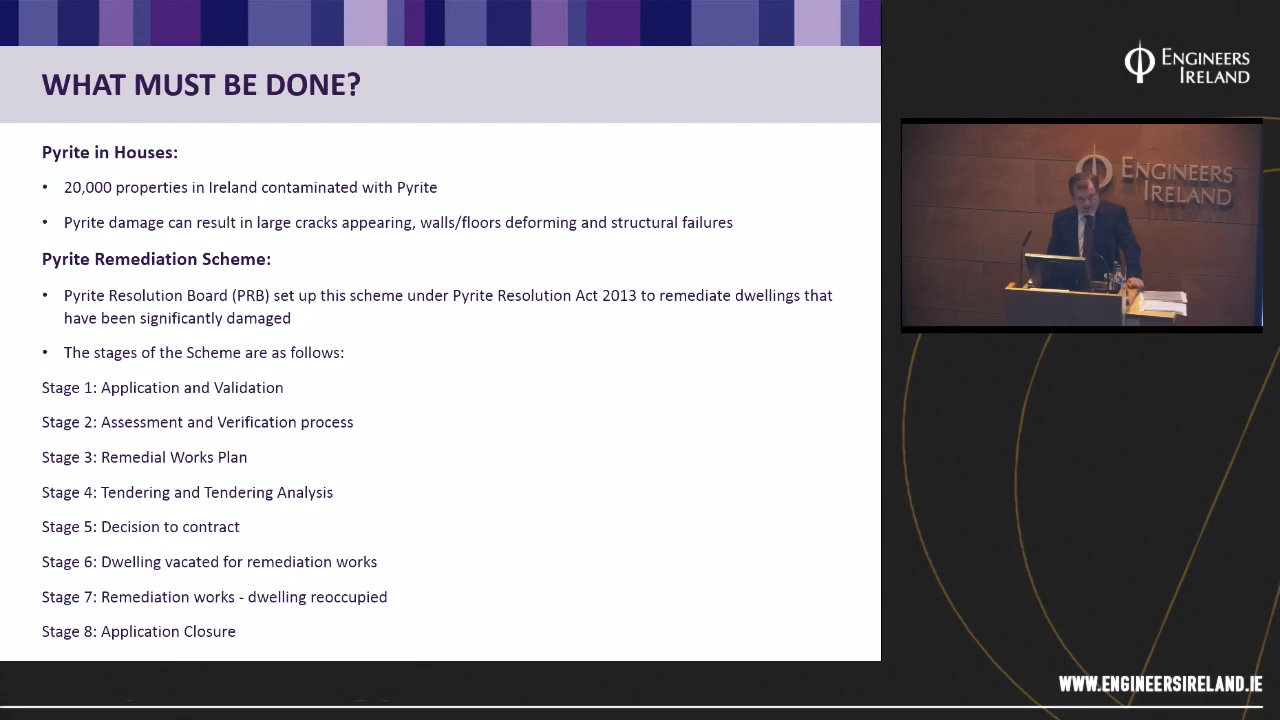 WHAT MUST BE DONE?
Pyrite in Houses:
• 20,000 properties in Ireland contaminated with Pyrite
• Pyrite damage can result in large cracks appearing, walls/floors deforming and structural failures
Pyrite Remediation Scheme:
• Pyrite Resolution Board (PRB) set up this scheme under Pyrite Resolution Act 2013 to remediate dwellings that
have been significantly damaged
• The stages of the Scheme are as follows:
Stage 1: Application and Validation
Stage 2: Assessment and Verification process
Stage 3: Remedial Works Plan
Stage 4: Tendering and Tendering Analysis
Stage 5: Decision to contract
Stage 6: Dwelling vacated for remediation works
Stage 7: Remediation works - dwelling reoccupied
Stage 8: Application Closure
ENGINEERS
IRELAND
ENGINEERS
IRELAND
WWW.ENGINEERSIRELAND.IE